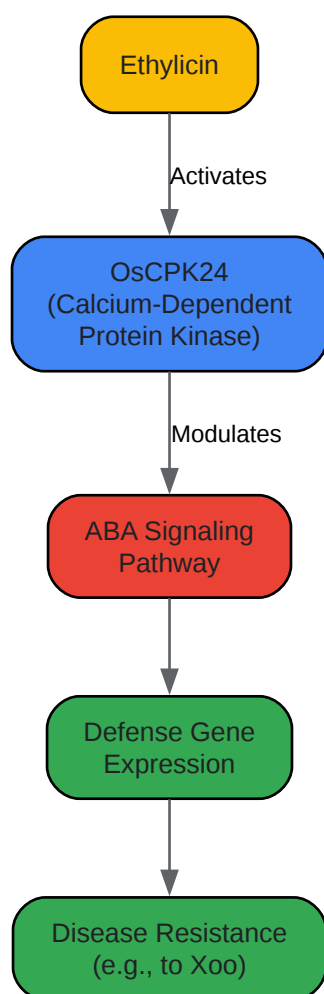 Ethylicin
Activates
OsCPK24
(Calcium-Dependent
Protein Kinase)
Modulates
ABA Signaling
Pathway
Defense Gene
Expression
Disease Resistance
(e.g., to Xoo)